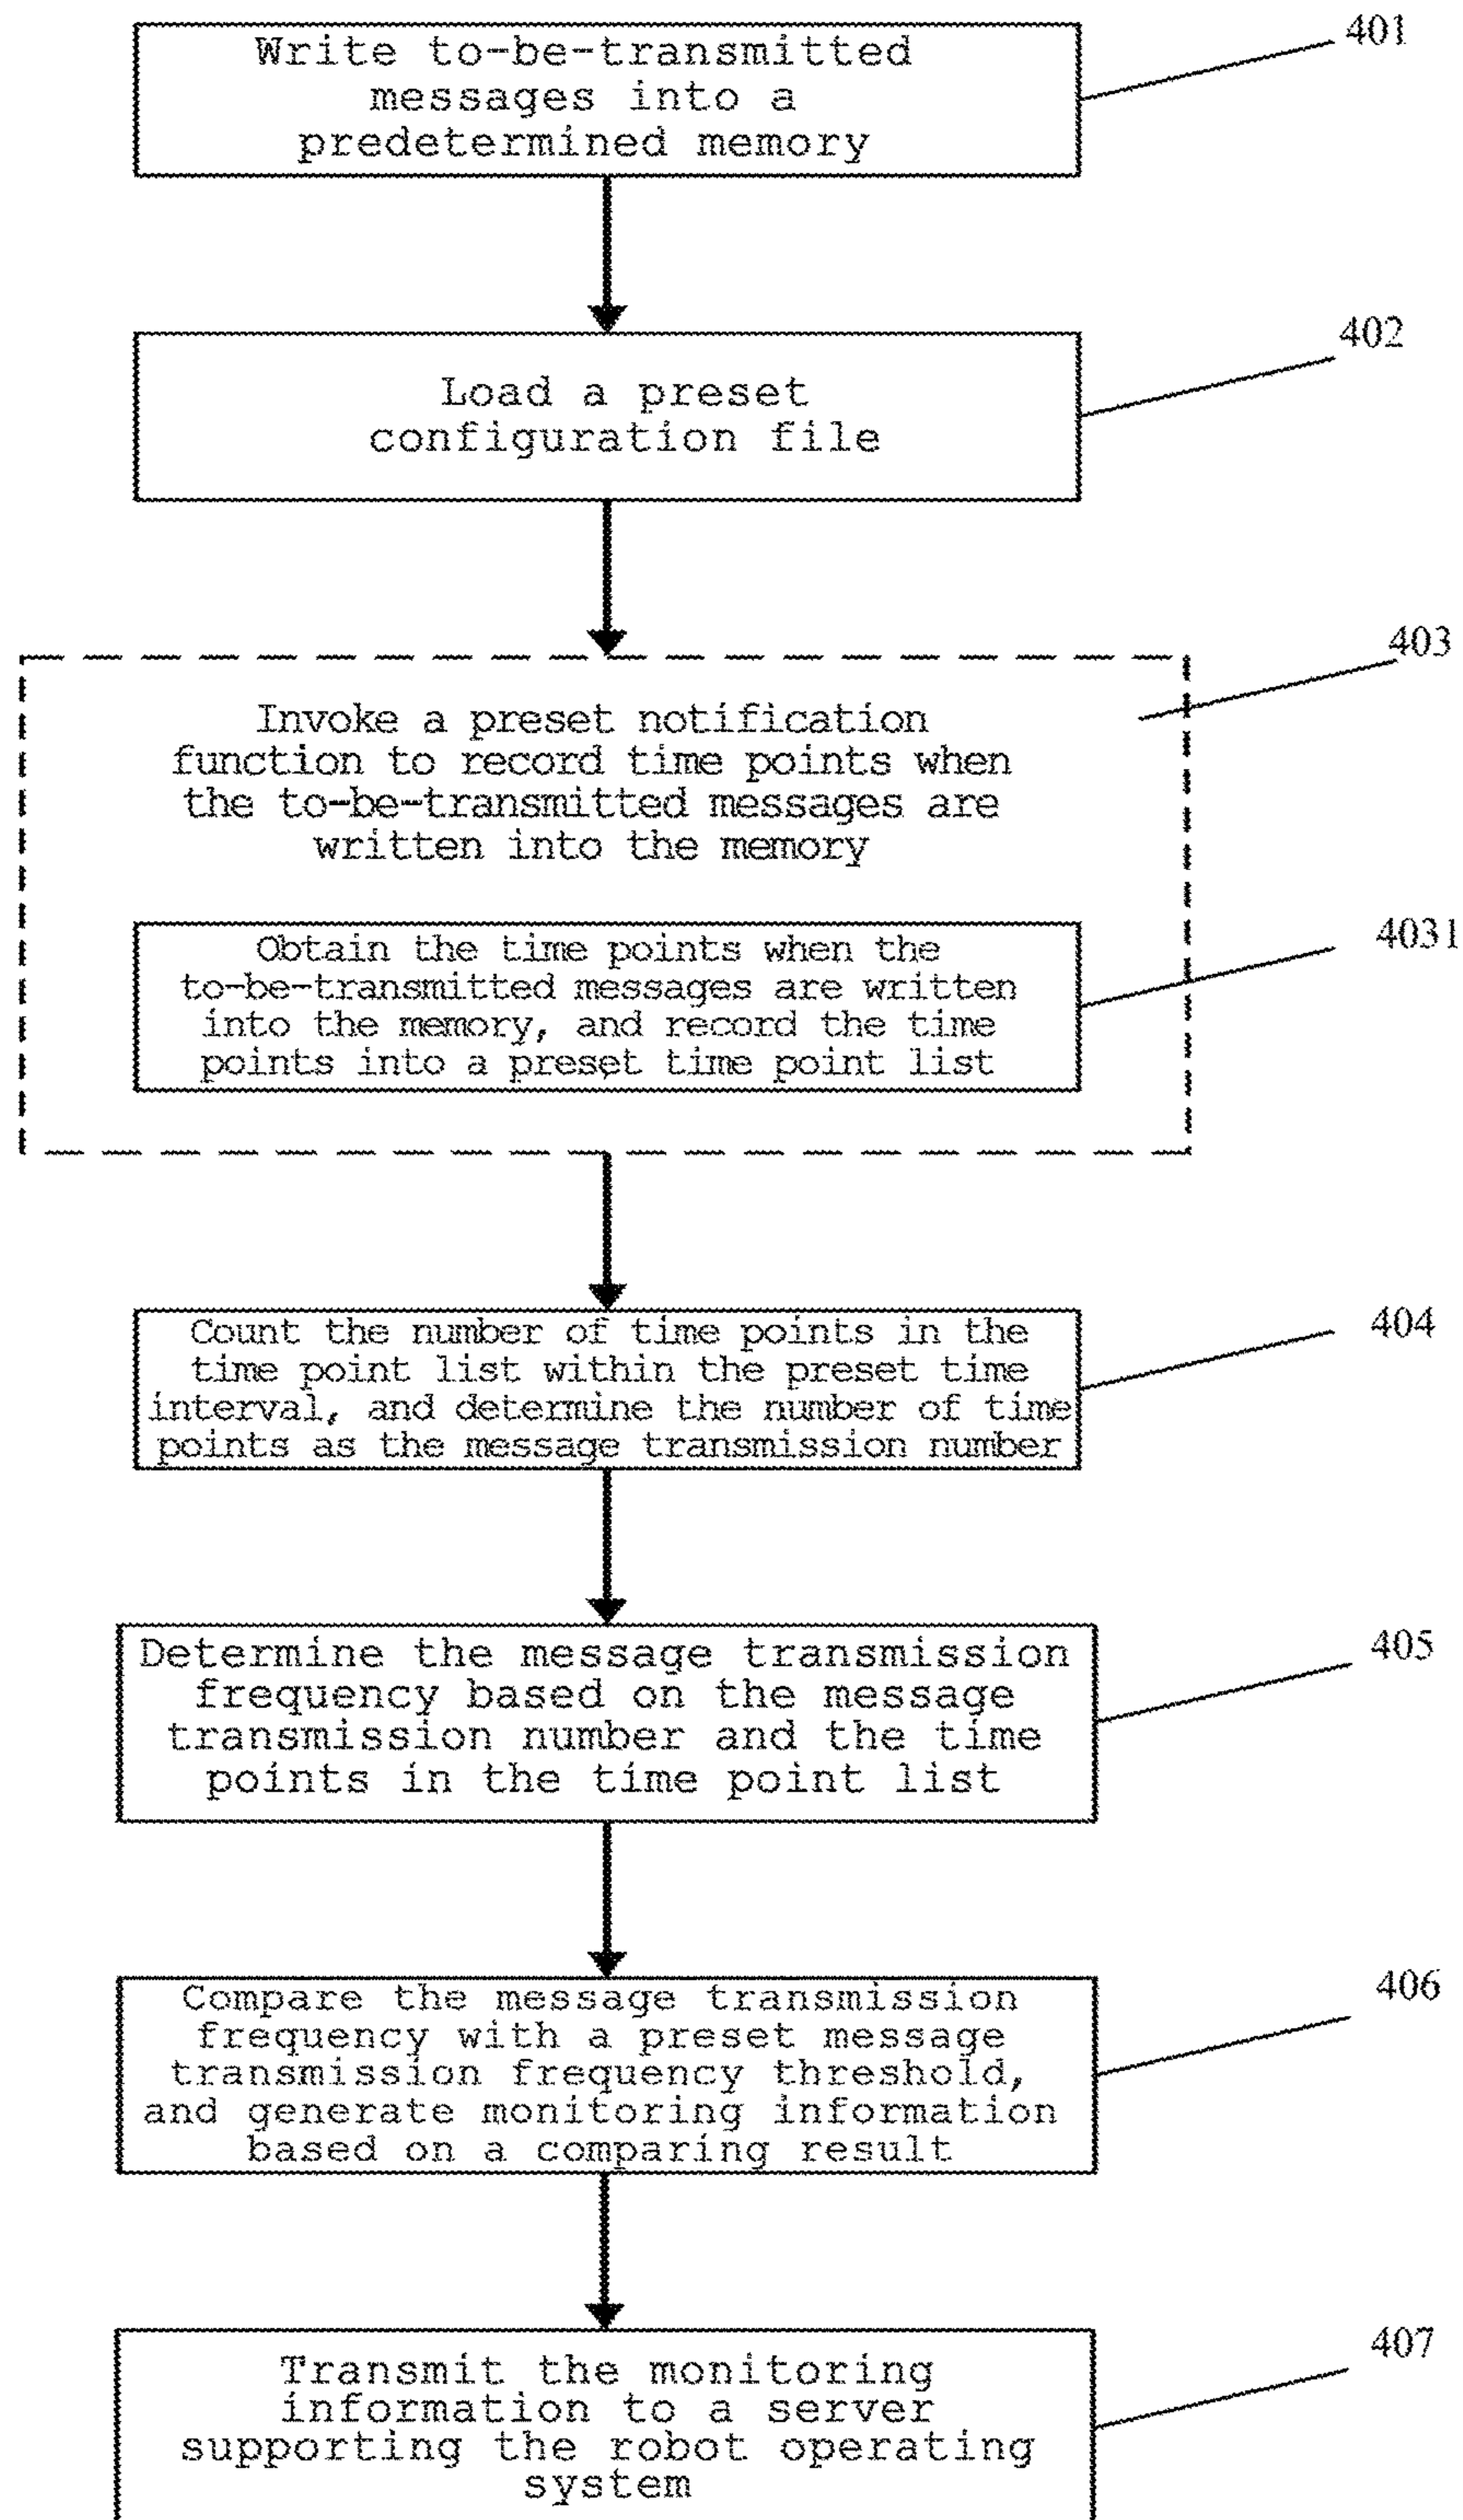 Write to-be-transmitted
messages into a
predetermined memory
401
Load a preset
configuration file
402
Invoke a preset notification
function to record time points when
the to-be-transmitted messages are
written into the memory
403
Obtain the time points when the
to-be-transmitted messages are written
into the memory, and record the time
points into a preset time point list
4031
Count the number of time points in the
time point list within the preset time
interval, and determine the number of time
points as the message transmission number
404
Determine the message transmission
frequency based on the message
transmission number and the time
points in the time point list
405
Compare the message transmission
frequency with a preset message
transmission frequency threshold,
and generate monitoring information
based on a comparing result
406
Transmit the monitoring
information to a server
supporting the robot operating
system
407